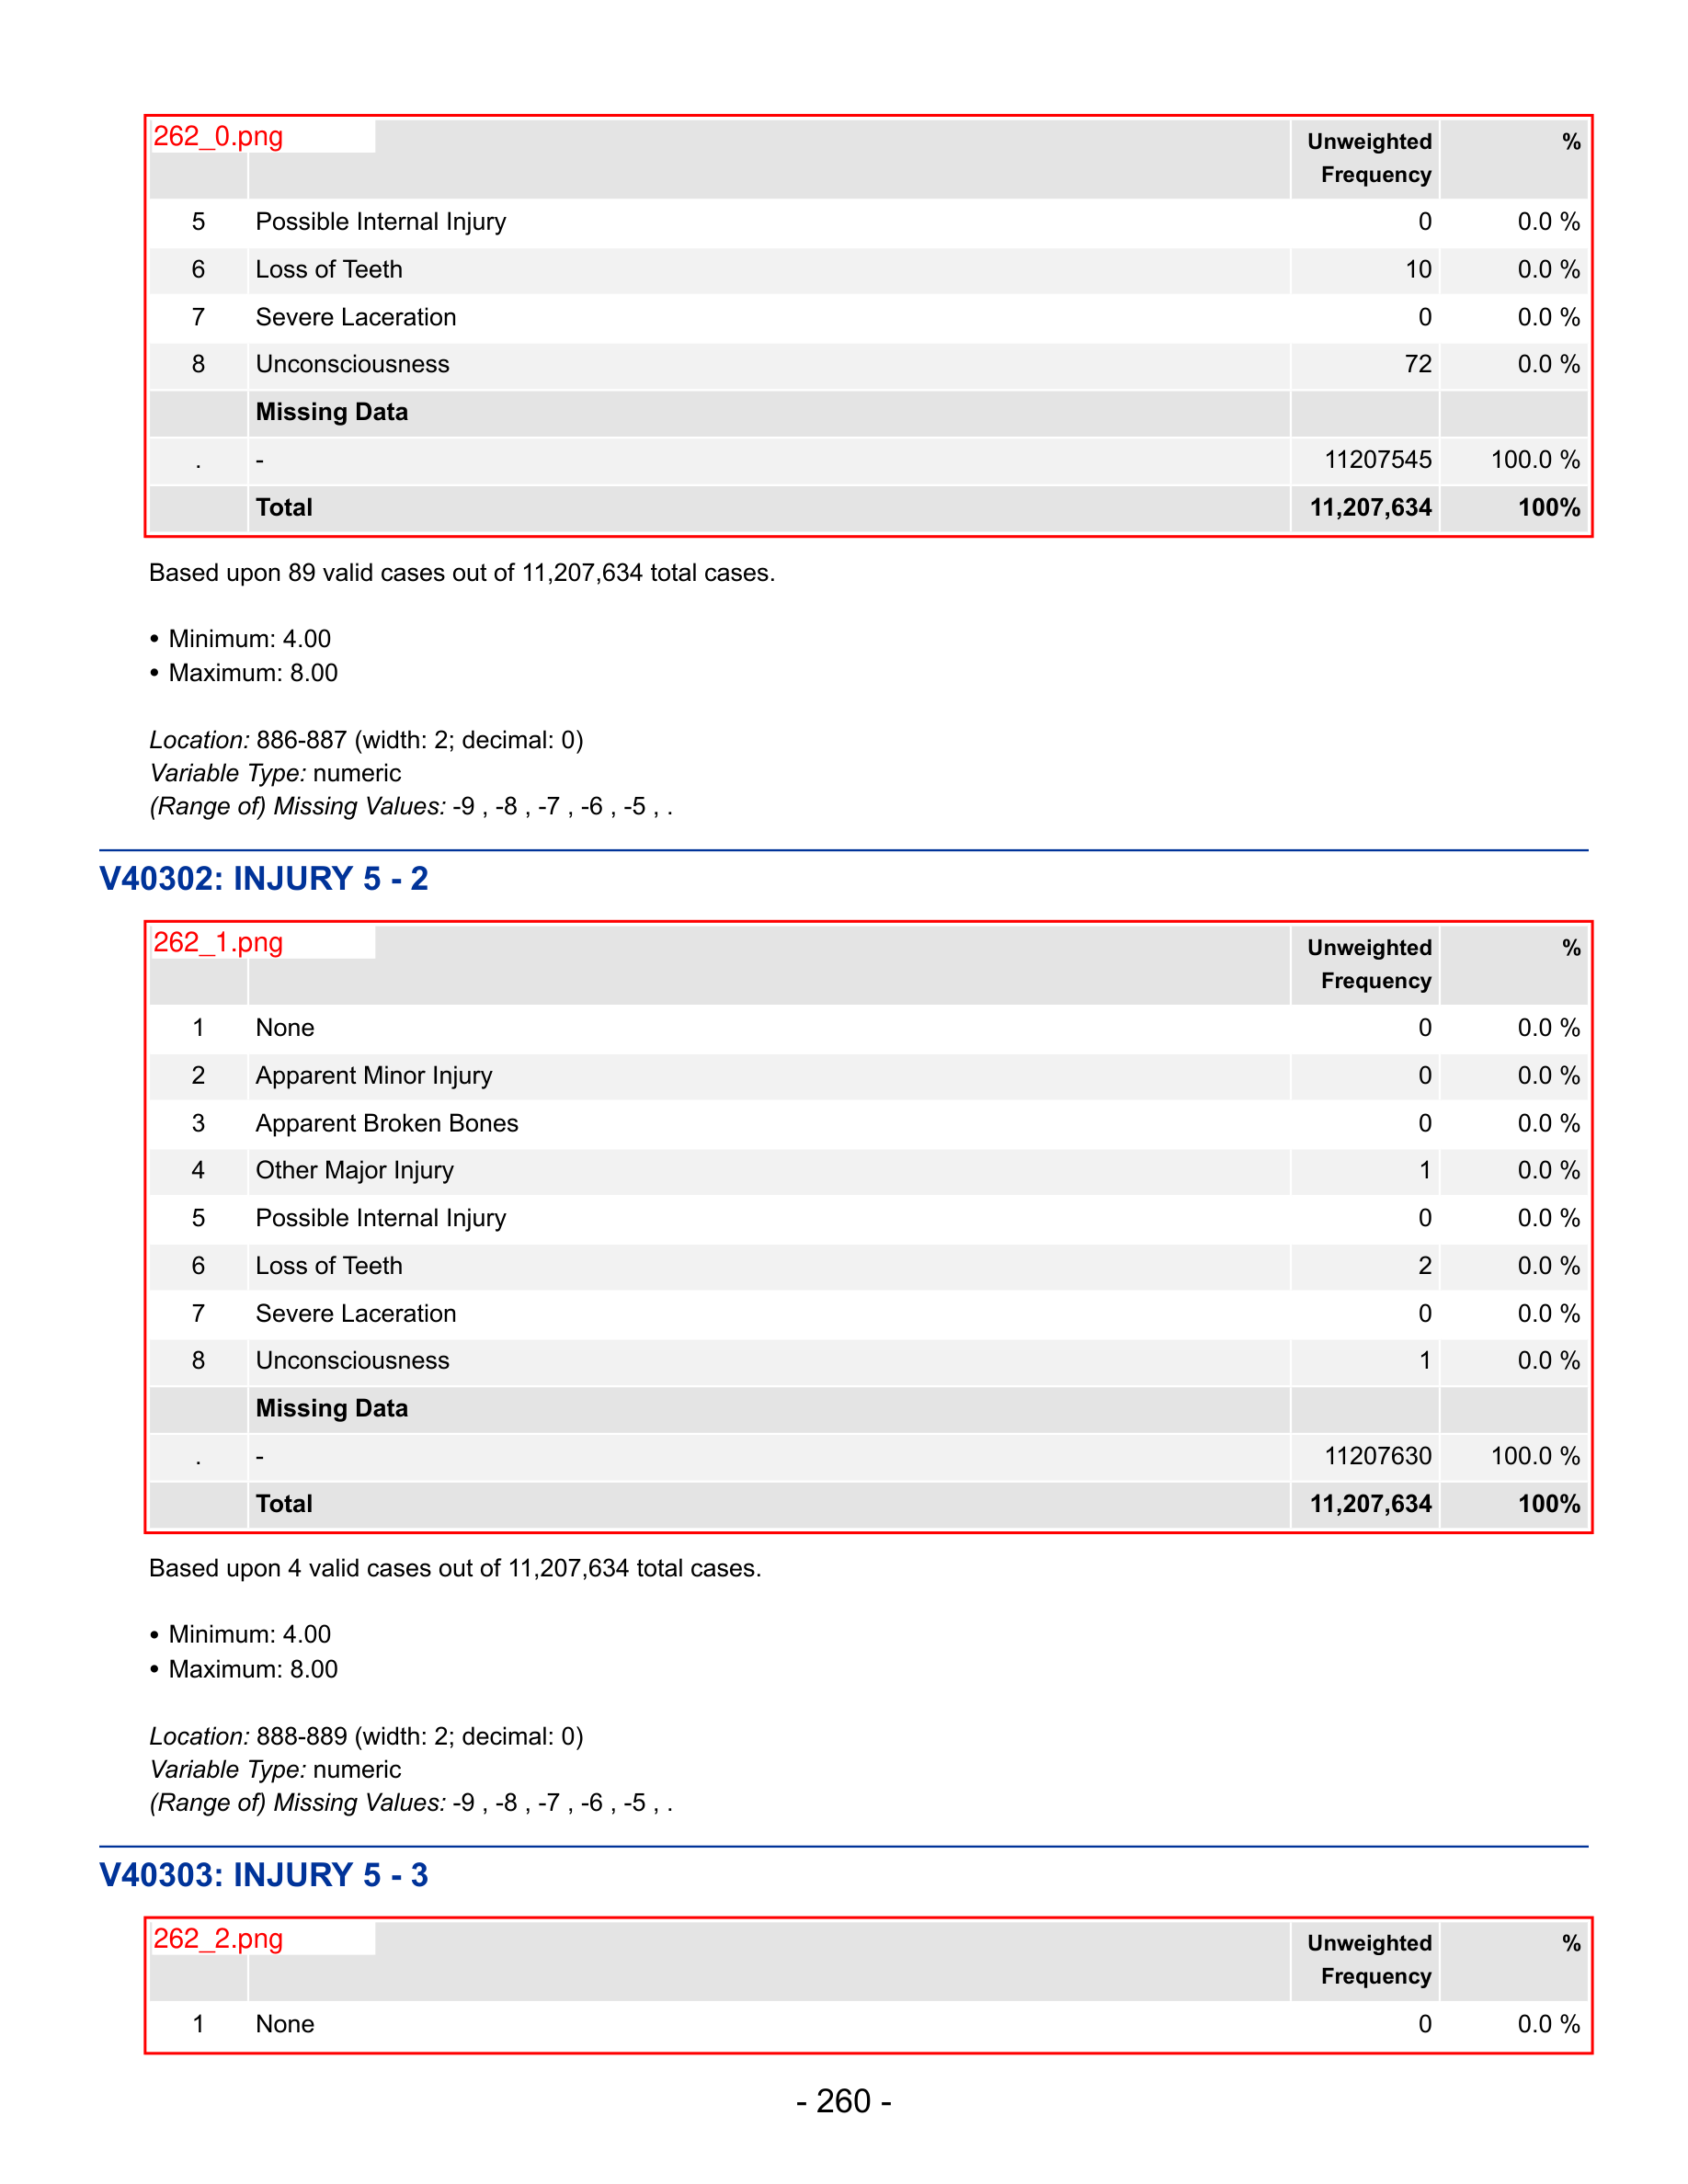 262_0.png
Unweighted Frequency %
5 Possible Internal Injury 0 0.0 %
6 Loss of Teeth 10 0.0 %
7 Severe Laceration 0 0.0 %
8 Unconsciousness 72 0.0 %
Missing Data
. - 11207545 100.0 %
Total 11,207,634 100%
Based upon 89 valid cases out of 11,207,634 total cases.
• Minimum: 4.00
• Maximum: 8.00
Location: 886-887 (width: 2; decimal: 0)
Variable Type: numeric
(Range of) Missing Values: -9 , -8 , -7 , -6 , -5 , .
V40302: INJURY 5 - 2
262_1.png
Unweighted Frequency %
1 None 0 0.0 %
2 Apparent Minor Injury 0 0.0 %
3 Apparent Broken Bones 0 0.0 %
4 Other Major Injury 1 0.0 %
5 Possible Internal Injury 0 0.0 %
6 Loss of Teeth 2 0.0 %
7 Severe Laceration 0 0.0 %
8 Unconsciousness 1 0.0 %
Missing Data
. - 11207630 100.0 %
Total 11,207,634 100%
Based upon 4 valid cases out of 11,207,634 total cases.
• Minimum: 4.00
• Maximum: 8.00
Location: 888-889 (width: 2; decimal: 0)
Variable Type: numeric
(Range of) Missing Values: -9 , -8 , -7 , -6 , -5 , .
V40303: INJURY 5 - 3
262_2.png
Unweighted Frequency %
1 None 0 0.0 %
- 260 -